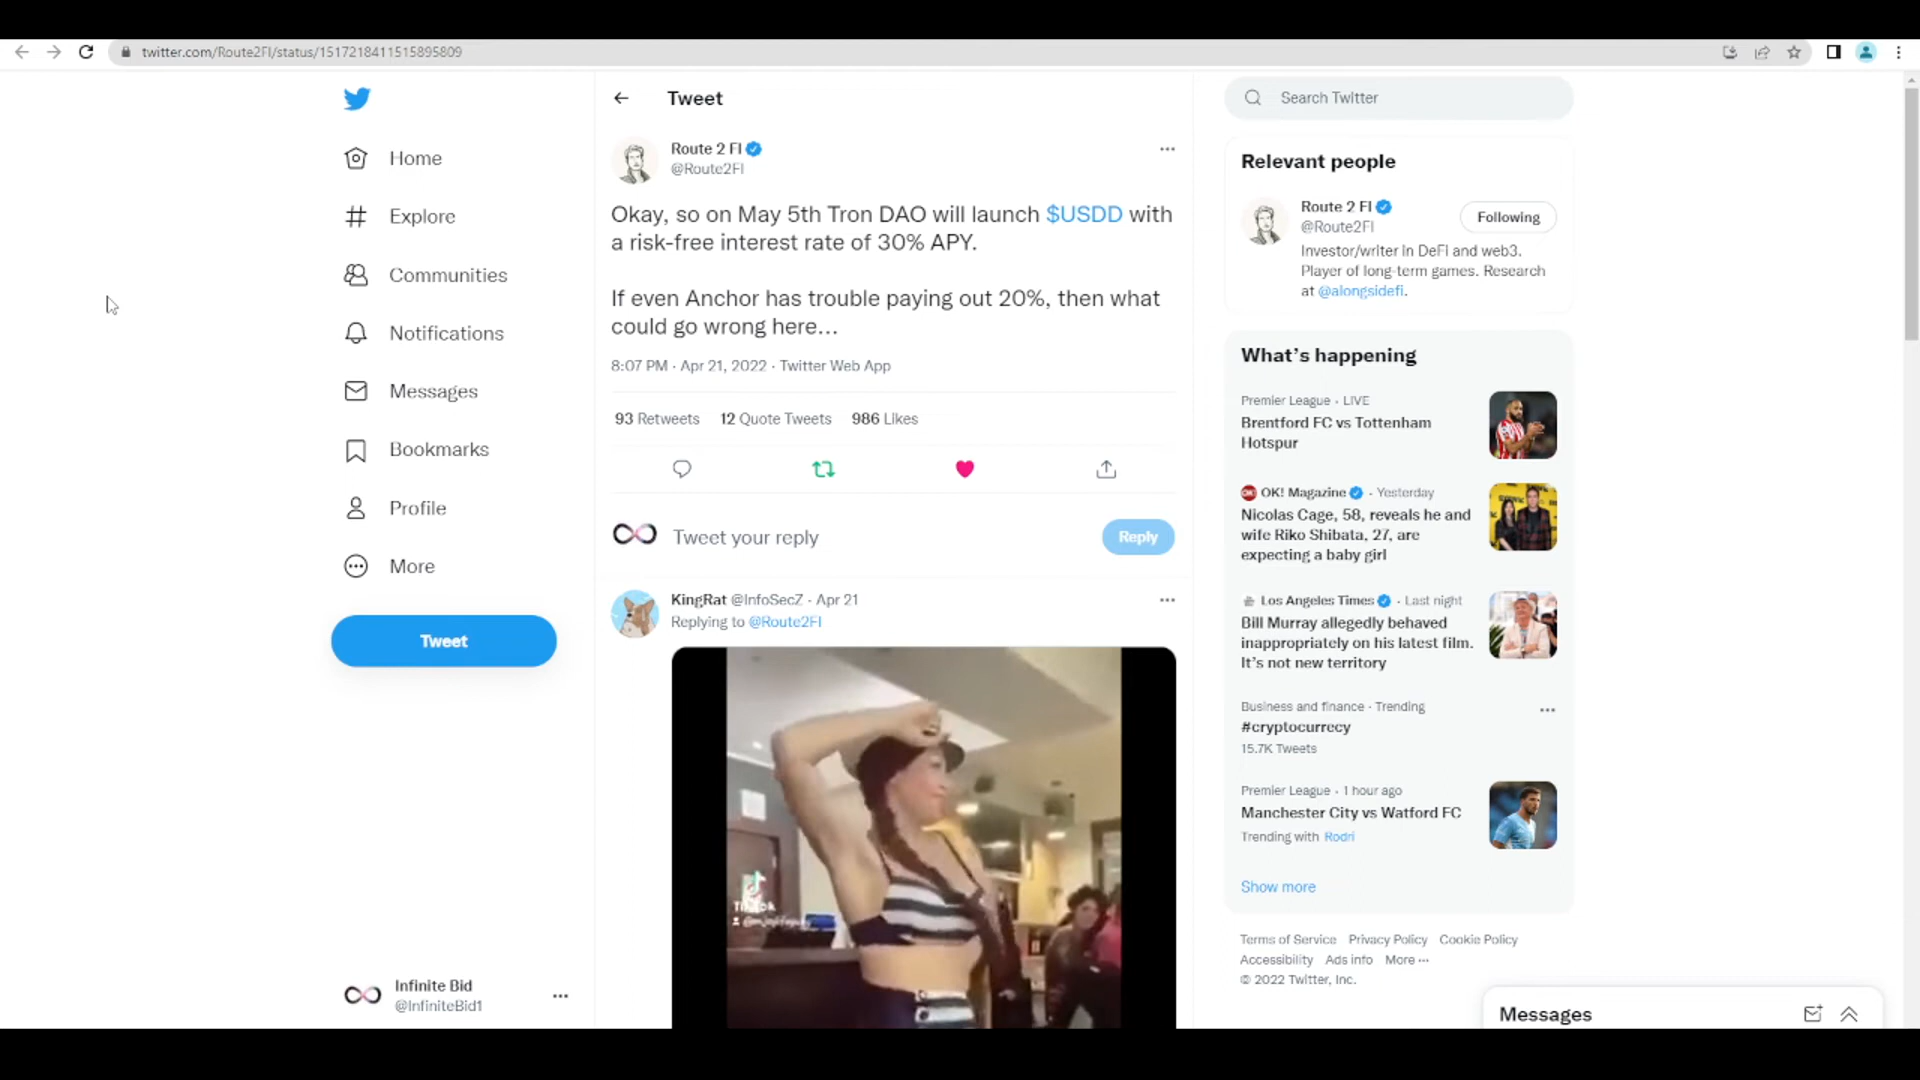 twitter.com/Route2FI/status/1517218411515895809
Home
Explore
Communities
Notifications
Messages
Bookmarks
Profile
More
Tweet
Infinite Bid
@InfiniteBid1
Tweet
Route 2 FI
@Route2FI
Okay, so on May 5th Tron DAO will launch $USDD with
a risk-free interest rate of 30% APY.
If even Anchor has trouble paying out 20%, then what
could go wrong here...
8:07 PM · Apr 21, 2022 · Twitter Web App
93 Retweets 12 Quote Tweets 986 Likes
Tweet your reply
Reply
KingRat @InfoSecZ · Apr 21
Replying to @Route2FI
Search Twitter
Relevant people
Route 2 FI
@Route2FI
Following
Investor/writer in DeFi and web3.
Player of long-term games. Research
at @alongsidefi.
What's happening
Premier League · LIVE
Brentford FC vs Tottenham
Hotspur
OK! Magazine · Yesterday
Nicolas Cage, 58, reveals he and
wife Riko Shibata, 27, are
expecting a baby girl
Los Angeles Times · Last night
Bill Murray allegedly behaved
inappropriately on his latest film.
It's not new territory
Business and finance · Trending
#cryptocurrecy
15.7K Tweets
Premier League · 1 hour ago
Manchester City vs Watford FC
Trending with Rodri
Show more
Terms of Service Privacy Policy Cookie Policy
Accessibility Ads info More ...
© 2022 Twitter, Inc.
Messages